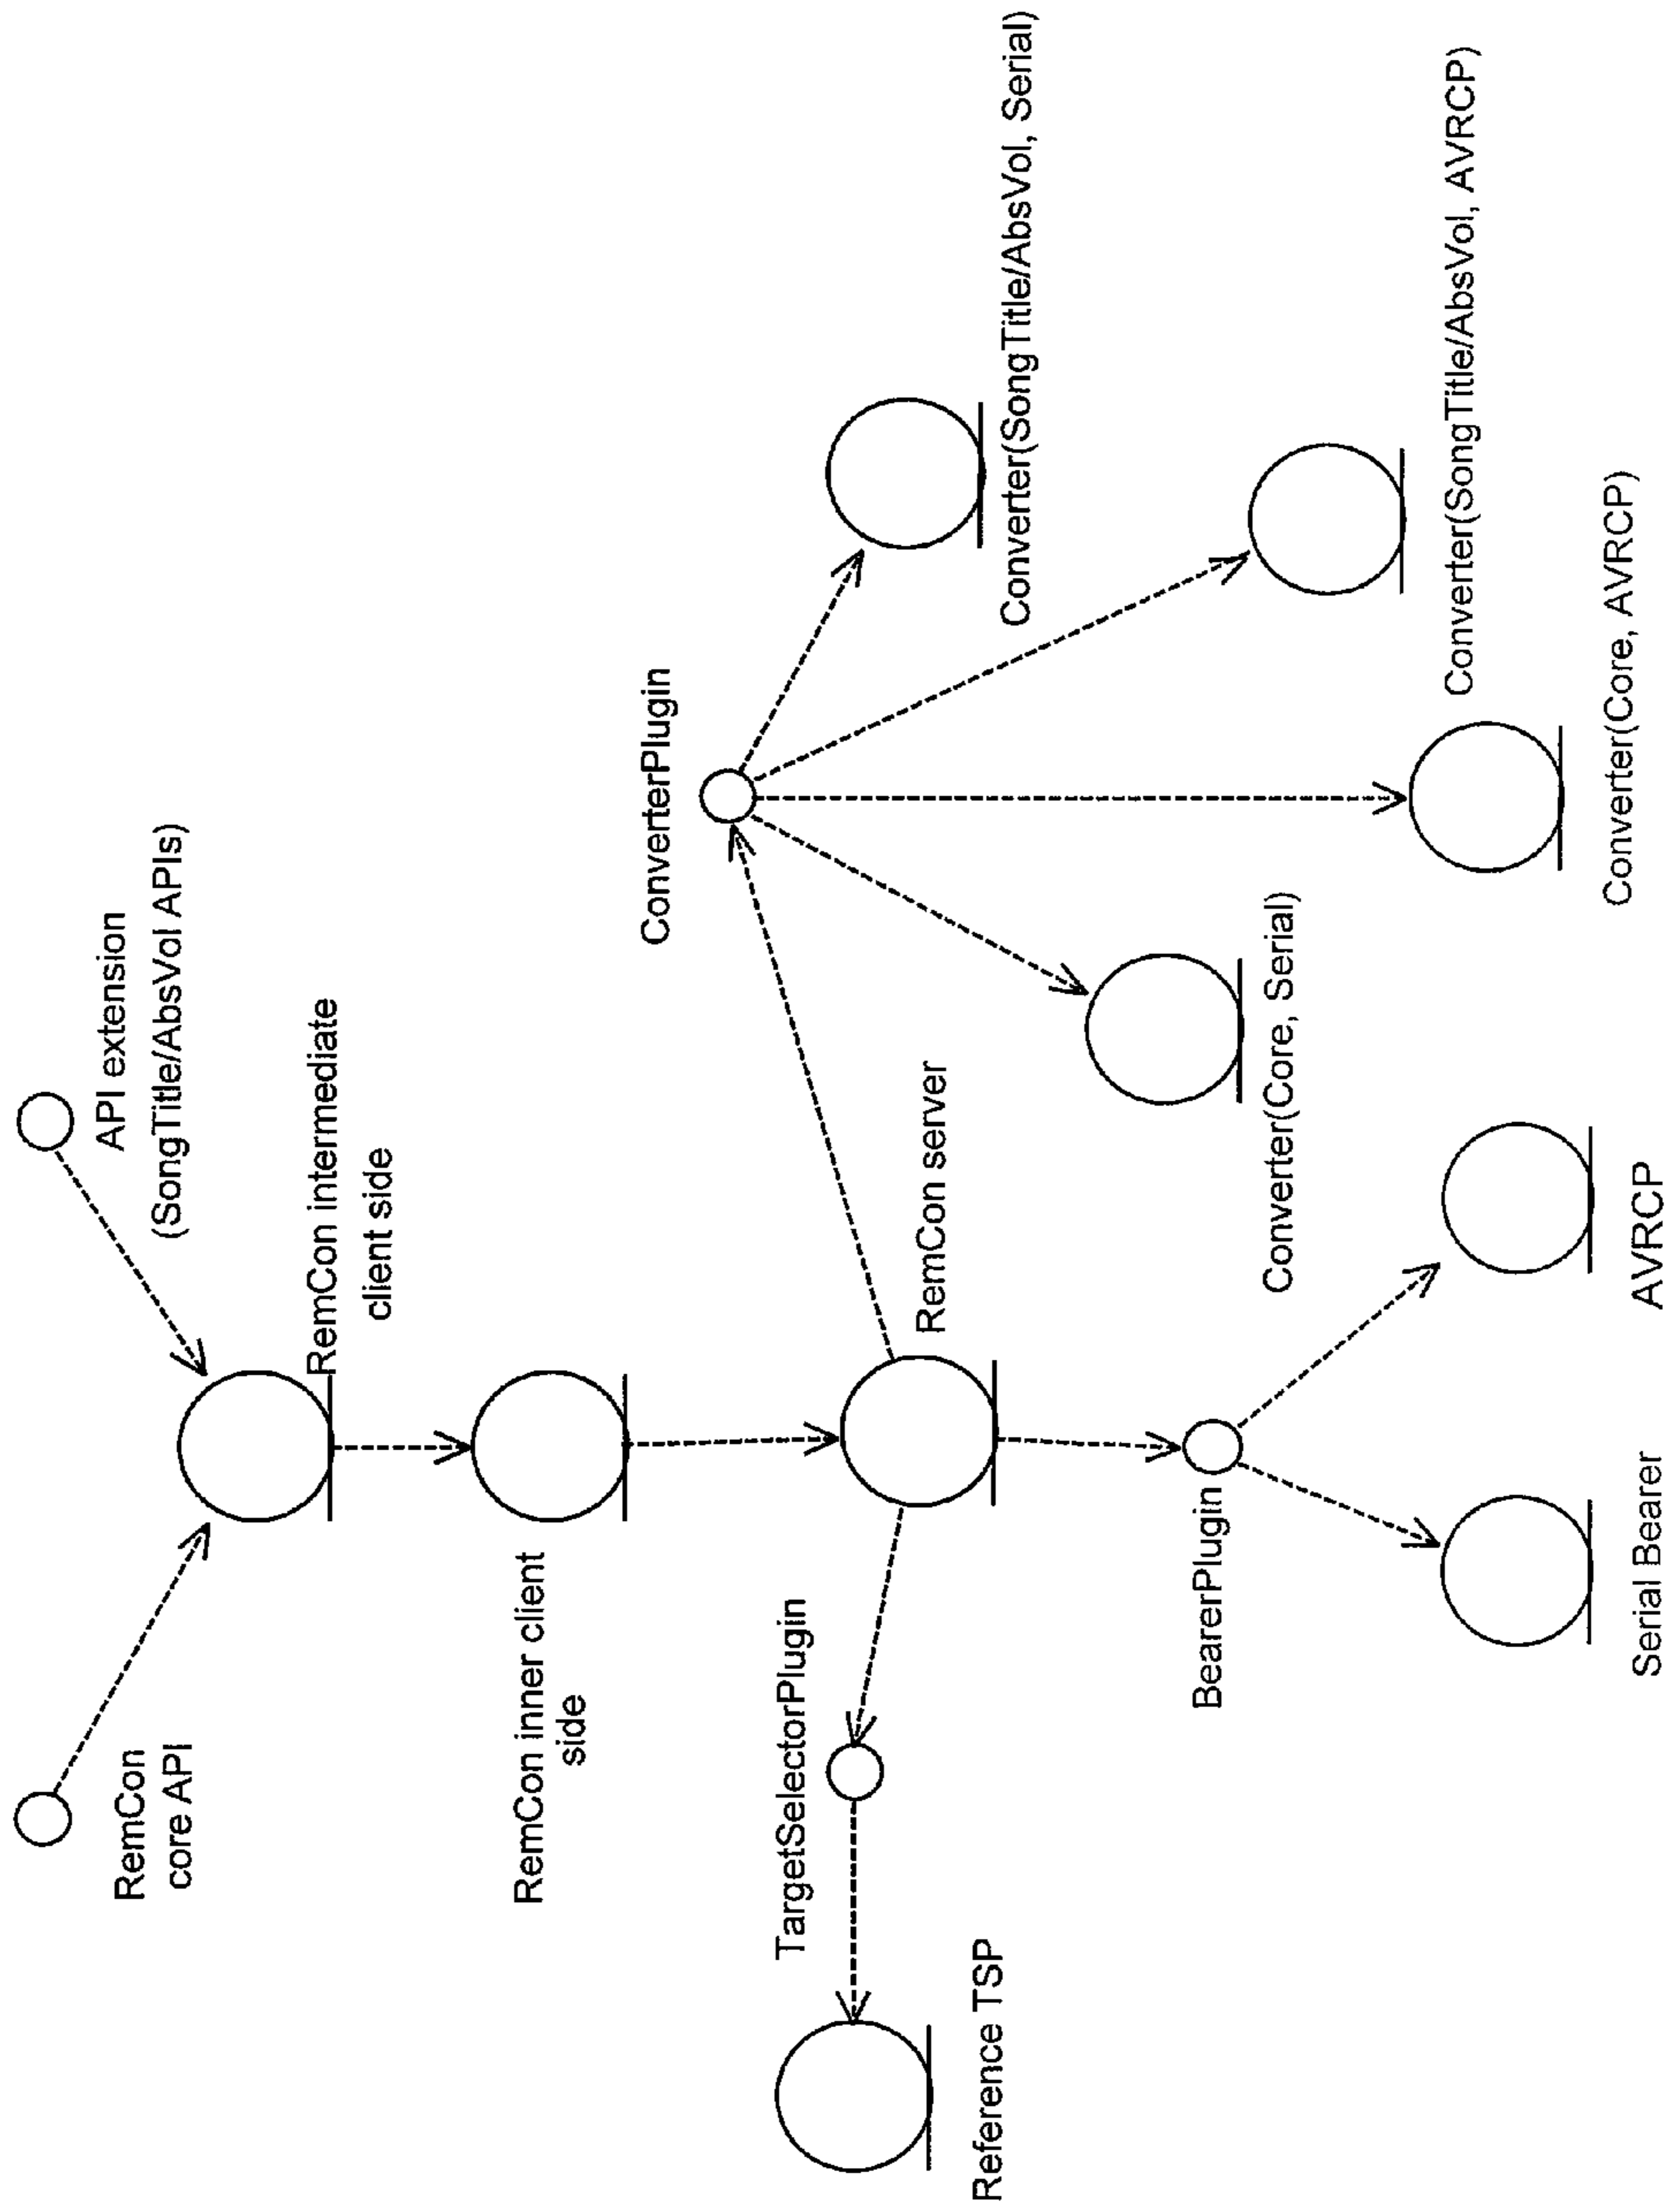 RemCon
core API
API extension
(SongTitle/AbsVol APIs)
RemCon intermediate
client side
RemCon inner client
side
ConverterPlugin
TargetSelectorPlugin
RemCon server
Reference TSP
Converter(SongTitle/AbsVol, Serial)
BearerPlugin
Converter(Core, Serial)
Converter(SongTitle/AbsVol, AVRCP)
Converter(Core, AVRCP)
Serial Bearer
AVRCP